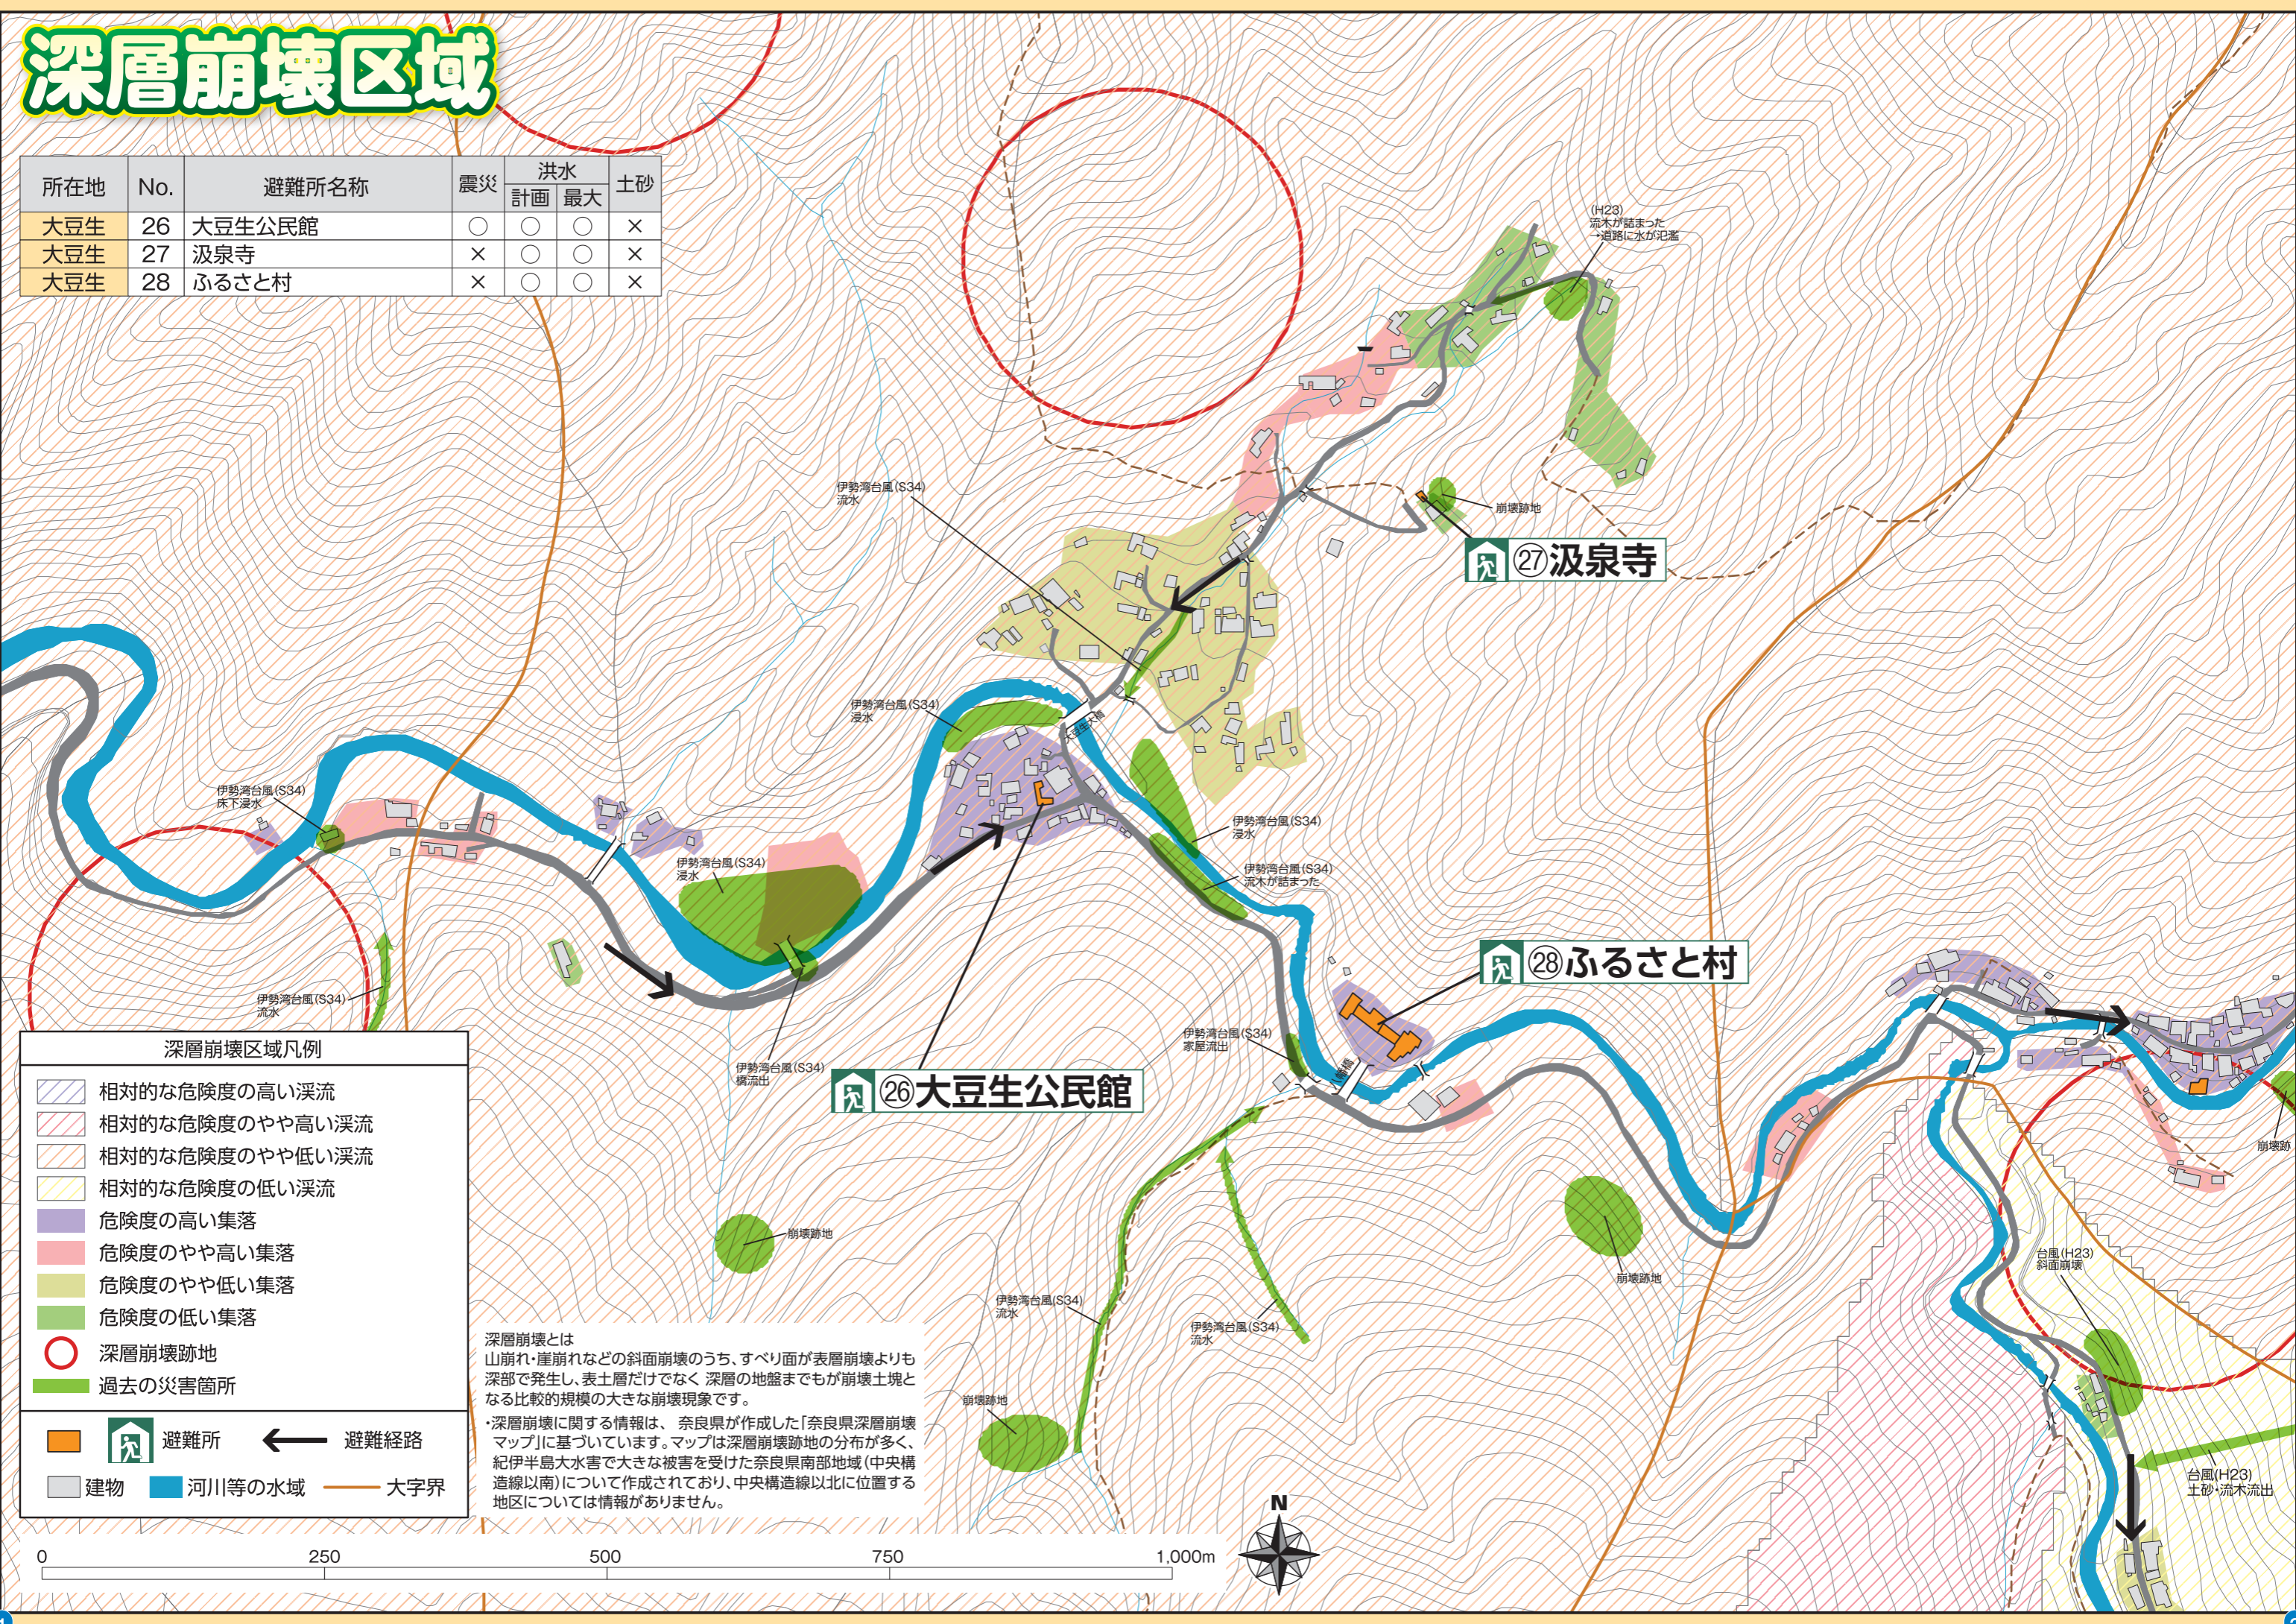 深層崩壊区域
所在地 No. 避難所名称 震災 洪水 土砂
計画 最大
大豆生 26 大豆生公民館 ○ ○ ○ ×
大豆生 27 汲泉寺 × ○ ○ ×
大豆生 28 ふるさと村 × ○ ○ ×
(H23)
流木が詰まった
→道路に水が氾濫
伊勢湾台風(S34)
流水
崩壊跡地
㉗汲泉寺
伊勢湾台風(S34)
浸水
大豆生大橋
伊勢湾台風(S34)
床下浸水
伊勢湾台風(S34)
浸水
伊勢湾台風(S34)
浸水
伊勢湾台風(S34)
流木が詰まった
㉘ふるさと村
伊勢湾台風(S34)
流水
伊勢湾台風(S34)
家屋流出
八幡橋
伊勢湾台風(S34)
橋流出
㉖大豆生公民館
崩壊跡
崩壊跡地
崩壊跡地
台風(H23)
斜面崩壊
伊勢湾台風(S34)
流水
伊勢湾台風(S34)
流水
崩壊跡地
台風(H23)
土砂・流木流出
深層崩壊区域凡例
相対的な危険度の高い渓流
相対的な危険度のやや高い渓流
相対的な危険度のやや低い渓流
相対的な危険度の低い渓流
危険度の高い集落
危険度のやや高い集落
危険度のやや低い集落
危険度の低い集落
深層崩壊跡地
過去の災害箇所
避難所 避難経路
建物 河川等の水域 大字界
深層崩壊とは
山崩れ・崖崩れなどの斜面崩壊のうち、すべり面が表層崩壊よりも
深部で発生し、表土層だけでなく 深層の地盤までもが崩壊土塊と
なる比較的規模の大きな崩壊現象です。
・深層崩壊に関する情報は、 奈良県が作成した「奈良県深層崩壊
マップ」に基づいています。マップは深層崩壊跡地の分布が多く、
紀伊半島大水害で大きな被害を受けた奈良県南部地域(中央構
造線以南)について作成されており、中央構造線以北に位置する
地区については情報がありません。
N
0 250 500 750 1,000m